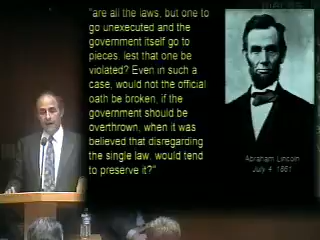 "are all the laws, but one to
go unexecuted and the
government itself go to
pieces, lest that one be
violated? Even in such a
case, would not the official
oath be broken, if the
government should be
overthrown, when it was
believed that disregarding
the single law, would tend
to preserve it?"
Abraham Lincoln
July 4, 1861